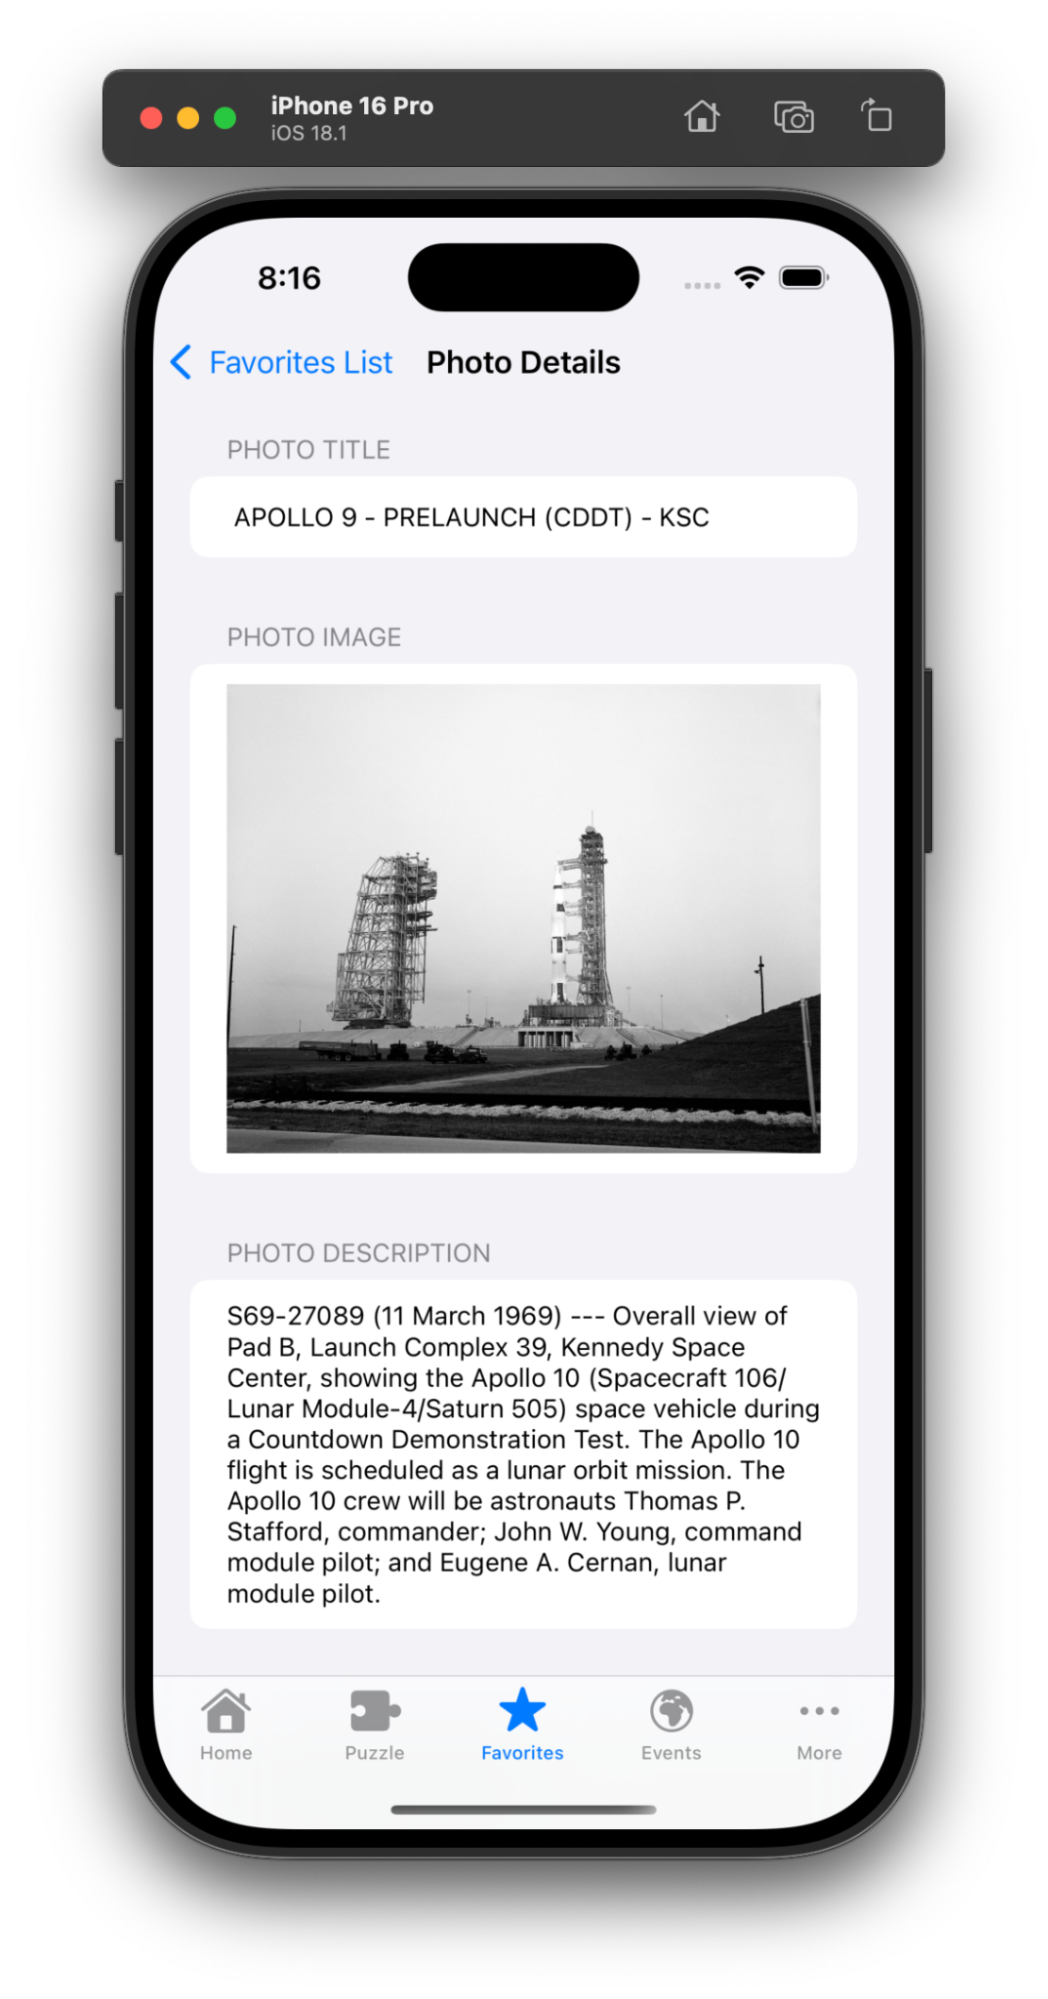 iPhone 16 Pro
iOS 18.1
8:16
Favorites List Photo Details
PHOTO TITLE
APOLLO 9 - PRELAUNCH (CDDT) - KSC
PHOTO IMAGE
PHOTO DESCRIPTION
S69-27089 (11 March 1969) --- Overall view of
Pad B, Launch Complex 39, Kennedy Space
Center, showing the Apollo 10 (Spacecraft 106/
Lunar Module-4/Saturn 505) space vehicle during
a Countdown Demonstration Test. The Apollo 10
flight is scheduled as a lunar orbit mission. The
Apollo 10 crew will be astronauts Thomas P.
Stafford, commander; John W. Young, command
module pilot; and Eugene A. Cernan, lunar
module pilot.
Home Puzzle Favorites Events More